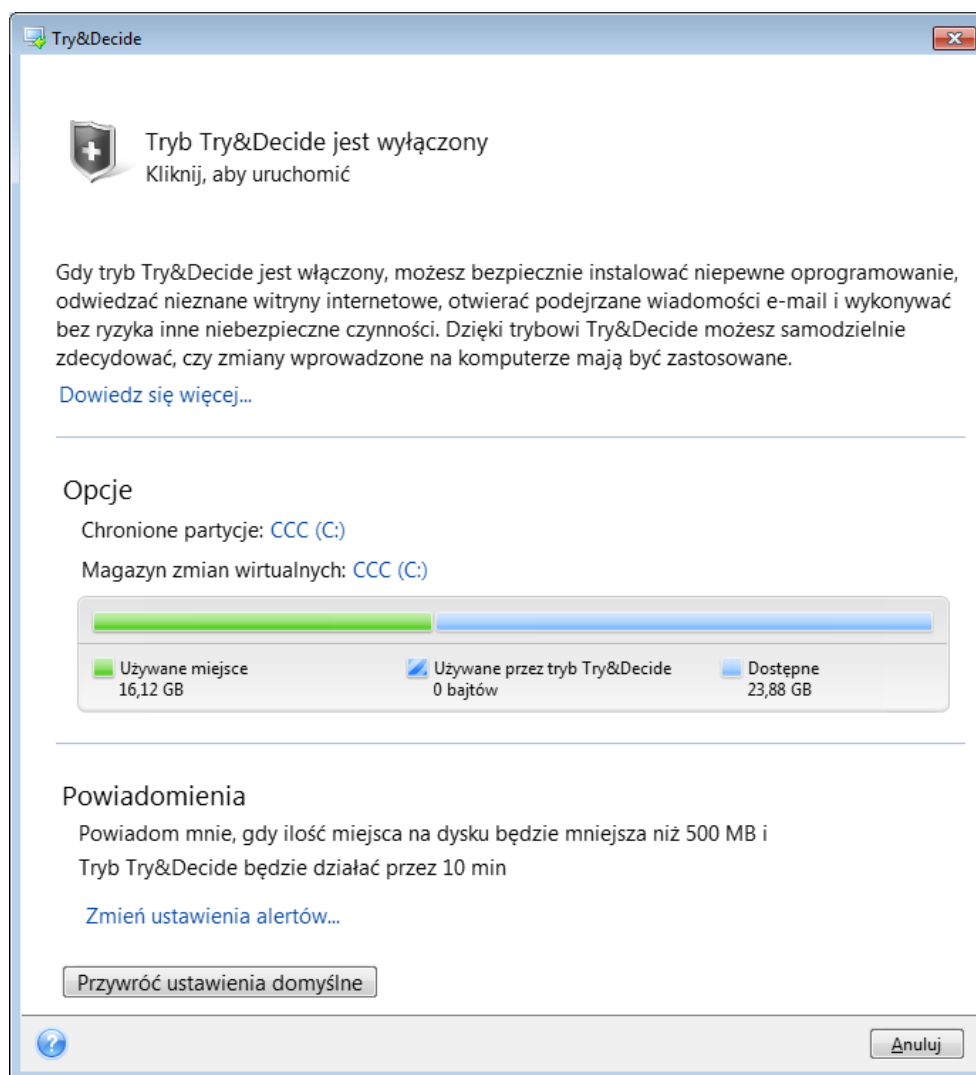 Try&Decide
Tryb Try&Decide jest wyłączony
Kliknij, aby uruchomić
Gdy tryb Try&Decide jest włączony, możesz bezpiecznie instalować niepewne oprogramowanie,
odwiedzać nieznane witryny internetowe, otwierać podejrzane wiadomości e-mail i wykonywać
bez ryzyka inne niebezpieczne czynności. Dzięki trybowi Try&Decide możesz samodzielnie
zdecydować, czy zmiany wprowadzone na komputerze mają być zastosowane.
Dowiedz się więcej...
Opcje
Chronione partycje: CCC (C:)
Magazyn zmian wirtualnych: CCC (C:)
Używane miejsce
16,12 GB
Używane przez tryb Try&Decide
0 bajtów
Dostępne
23,88 GB
Powiadomienia
Powiadom mnie, gdy ilość miejsca na dysku będzie mniejsza niż 500 MB i
Tryb Try&Decide będzie działać przez 10 min
Zmień ustawienia alertów...
Przywróć ustawienia domyślne
Anuluj